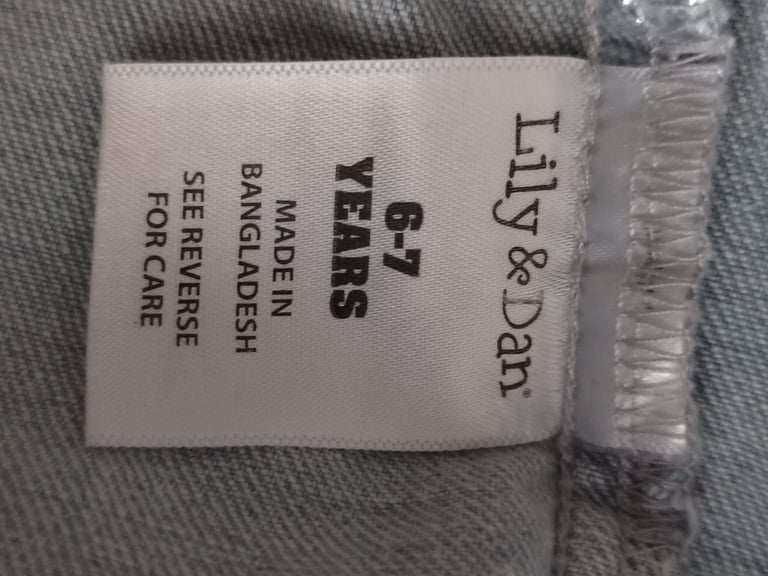 Lily & Dan®
6-7
YEARS
MADE IN
BANGLADESH
SEE REVERSE
FOR CARE